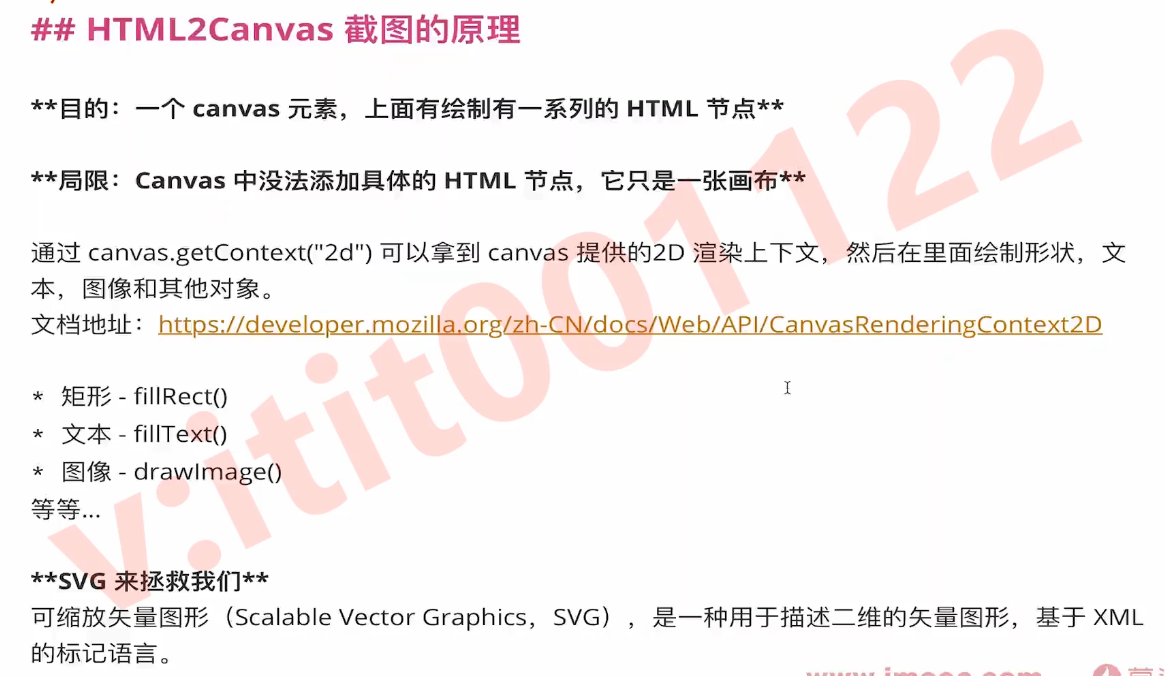 ## HTML2Canvas 截图的原理
**目的：一个 canvas 元素，上面有绘制有一系列的 HTML 节点**
**局限：Canvas 中没法添加具体的 HTML 节点，它只是一张画布**
通过 canvas.getContext("2d") 可以拿到 canvas 提供的2D 渲染上下文，然后在里面绘制形状，文
本，图像和其他对象。
文档地址：https://developer.mozilla.org/zh-CN/docs/Web/API/CanvasRenderingContext2D
* 矩形 - fillRect()
* 文本 - fillText()
* 图像 - drawImage()
等等...
**SVG 来拯救我们**
可缩放矢量图形（Scalable Vector Graphics，SVG），是一种用于描述二维的矢量图形，基于 XML
的标记语言。
v:itit001122